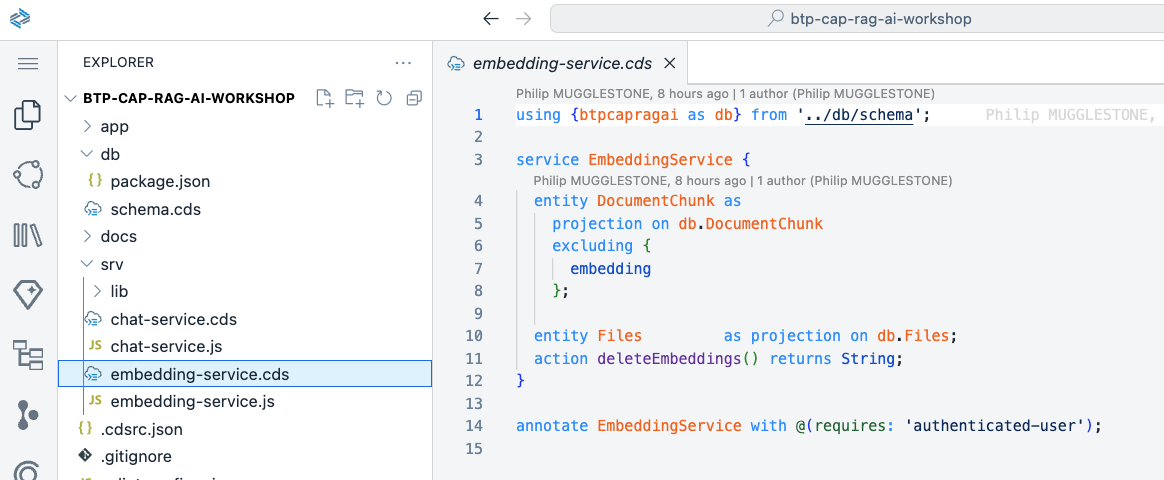 btp-cap-rag-ai-workshop
EXPLORER
BTP-CAP-RAG-AI-WORKSHOP
app
db
{} package.json
schema.cds
docs
srv
lib
chat-service.cds
JS chat-service.js
embedding-service.cds
JS embedding-service.js
{} .cdsrc.json
.gitignore
embedding-service.cds
Philip MUGGLESTONE, 8 hours ago | 1 author (Philip MUGGLESTONE)
1 using {btpcapragai as db} from '../db/schema'; Philip MUGGLESTONE,
2
3 service EmbeddingService {
Philip MUGGLESTONE, 8 hours ago | 1 author (Philip MUGGLESTONE)
4 entity DocumentChunk as
5 projection on db.DocumentChunk
6 excluding {
7 embedding
8 };
9
10 entity Files as projection on db.Files;
11 action deleteEmbeddings() returns String;
12 }
13
14 annotate EmbeddingService with @(requires: 'authenticated-user');
15